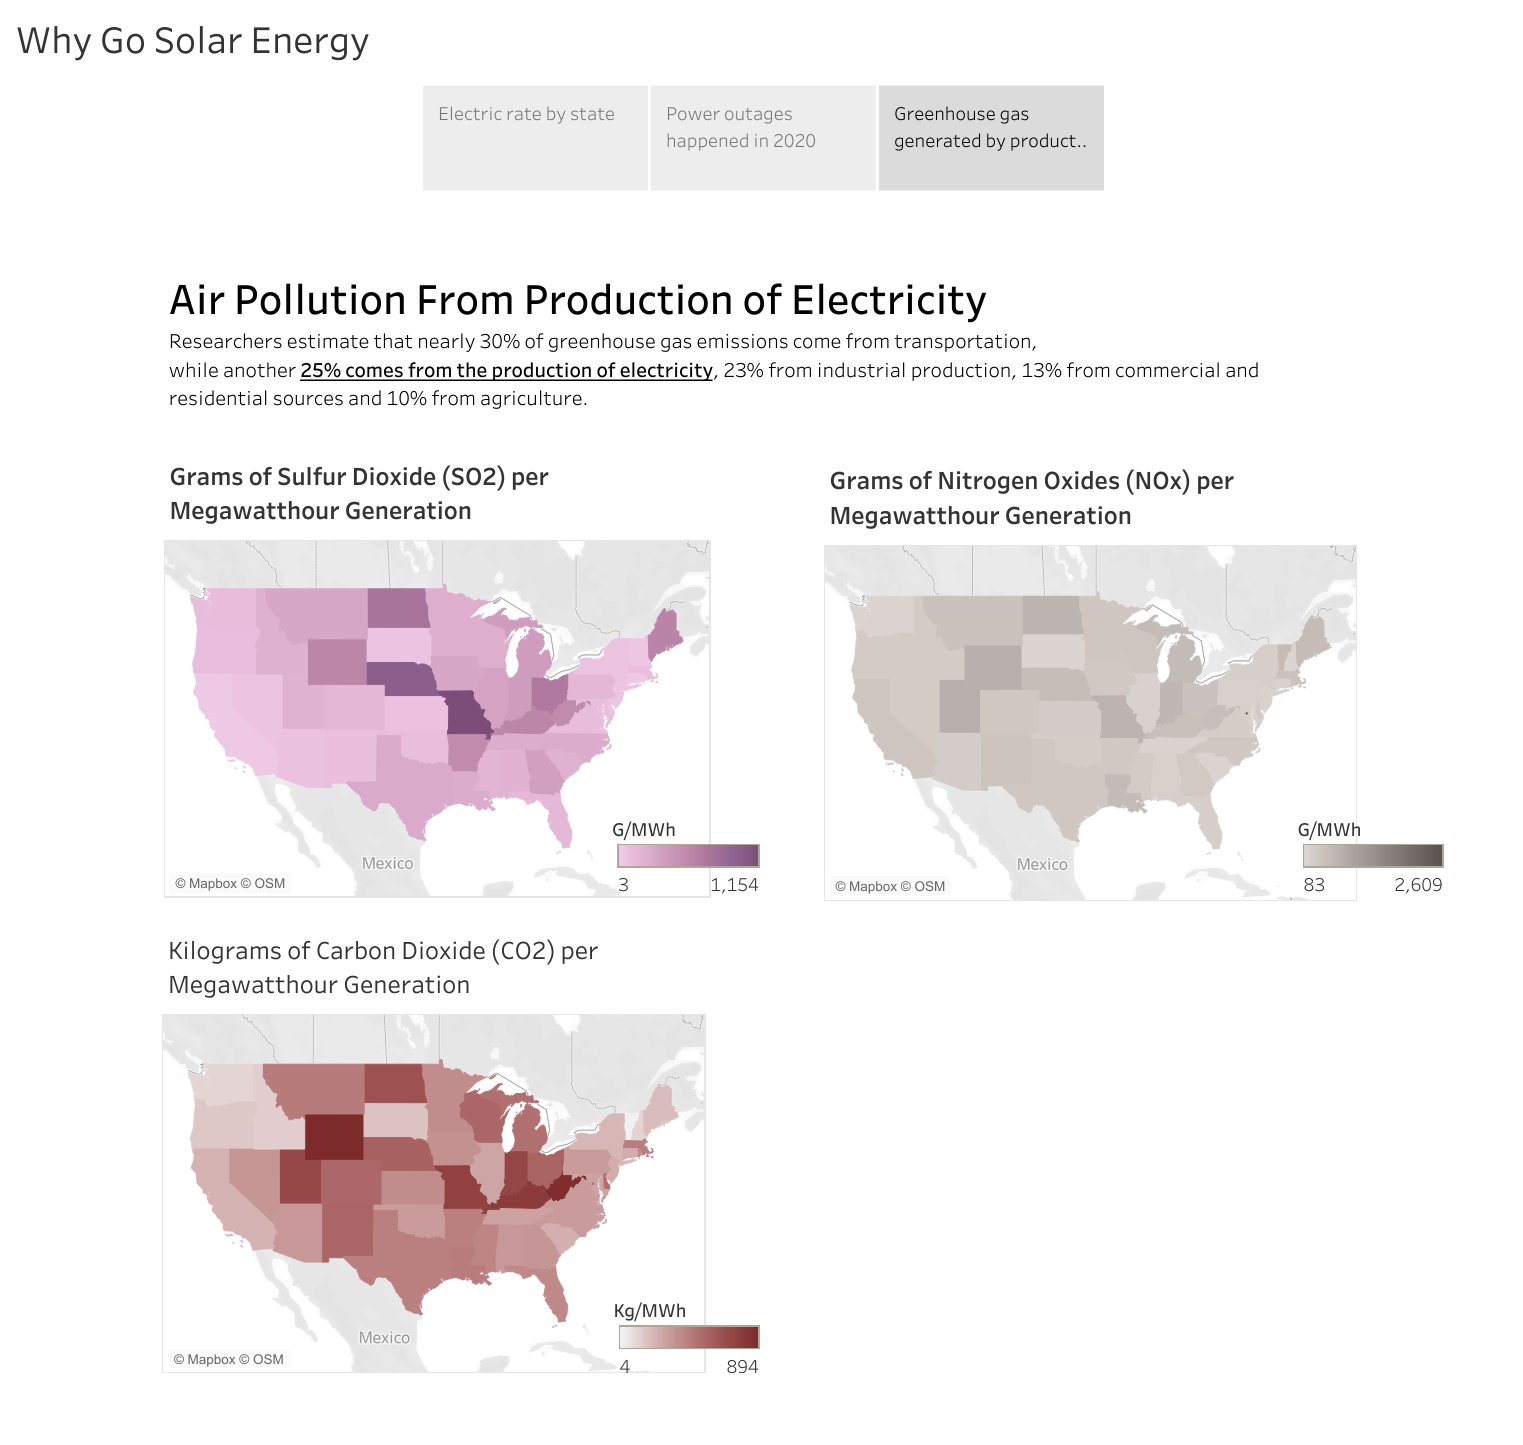 Why Go Solar Energy
Electric rate by state
Power outages
happened in 2020
Greenhouse gas
generated by product..
Air Pollution From Production of Electricity
Researchers estimate that nearly 30% of greenhouse gas emissions come from transportation,
while another 25% comes from the production of electricity, 23% from industrial production, 13% from commercial and
residential sources and 10% from agriculture.
Grams of Sulfur Dioxide (SO2) per
Megawatthour Generation
Mexico
© Mapbox © OSM
G/MWh
3 1,154
Grams of Nitrogen Oxides (NOx) per
Megawatthour Generation
Mexico
© Mapbox © OSM
G/MWh
83 2,609
Kilograms of Carbon Dioxide (CO2) per
Megawatthour Generation
Mexico
© Mapbox © OSM
Kg/MWh
4 894